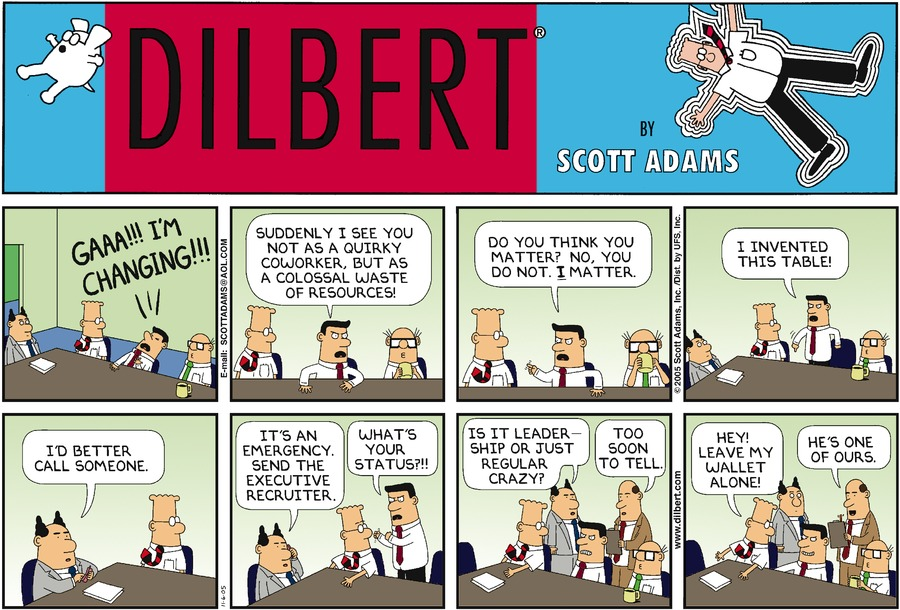 DILBERT®
BY
SCOTT ADAMS
GAAA!!! I'M
CHANGING!!!
E-mail: SCOTTADAMS@AOL.COM
SUDDENLY I SEE YOU
NOT AS A QUIRKY
COWORKER, BUT AS
A COLOSSAL WASTE
OF RESOURCES!
DO YOU THINK YOU
MATTER? NO, YOU
DO NOT. I MATTER.
© 2005 Scott Adams, Inc./Dist. by UFS, Inc.
I INVENTED
THIS TABLE!
I'D BETTER
CALL SOMEONE.
11-6-05
IT'S AN
EMERGENCY.
SEND THE
EXECUTIVE
RECRUITER.
WHAT'S
YOUR
STATUS?!!
IS IT LEADER-
SHIP OR JUST
REGULAR
CRAZY?
TOO
SOON
TO TELL.
www.dilbert.com
HEY!
LEAVE MY
WALLET
ALONE!
HE'S ONE
OF OURS.